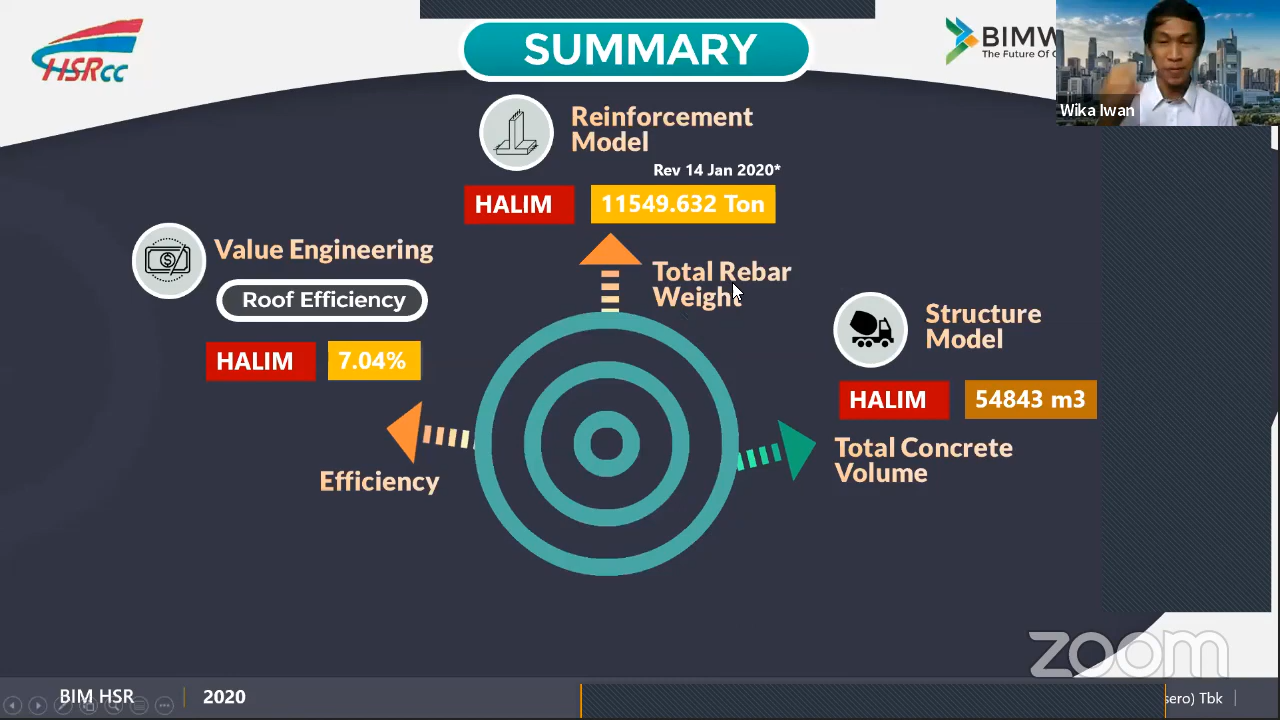 HSRcc
SUMMARY
BIMW
The Future Of
Wika Iwan
Reinforcement
Model
Rev 14 Jan 2020*
HALIM
11549.632 Ton
Value Engineering
Roof Efficiency
HALIM
7.04%
Total Rebar
Weight
Structure
Model
HALIM
54843 m3
Total Concrete
Volume
Efficiency
zoom
BIM HSR
2020
sero) Tbk